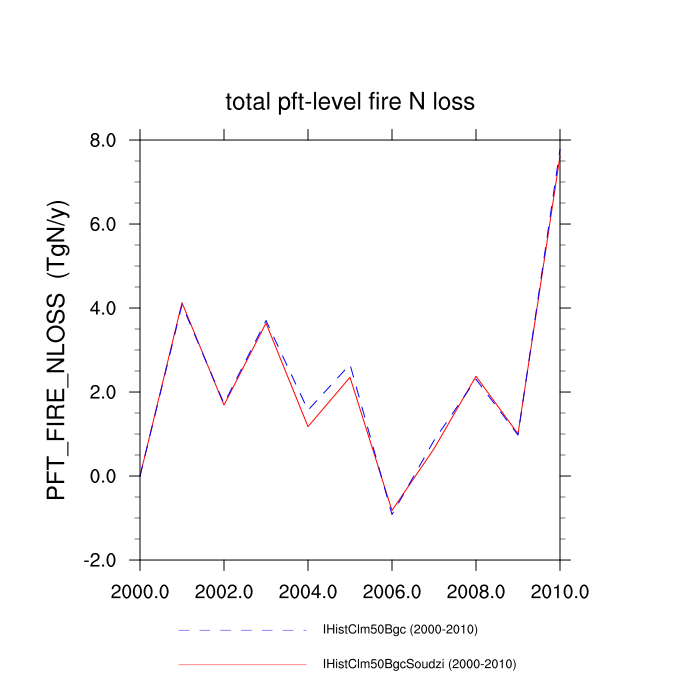 total pft-level fire N loss
PFT_FIRE_NLOSS (TgN/y)
8.0
6.0
4.0
2.0
0.0
-2.0
2000.0 2002.0 2004.0 2006.0 2008.0 2010.0
IHistClm50Bgc (2000-2010)
IHistClm50BgcSoudzi (2000-2010)